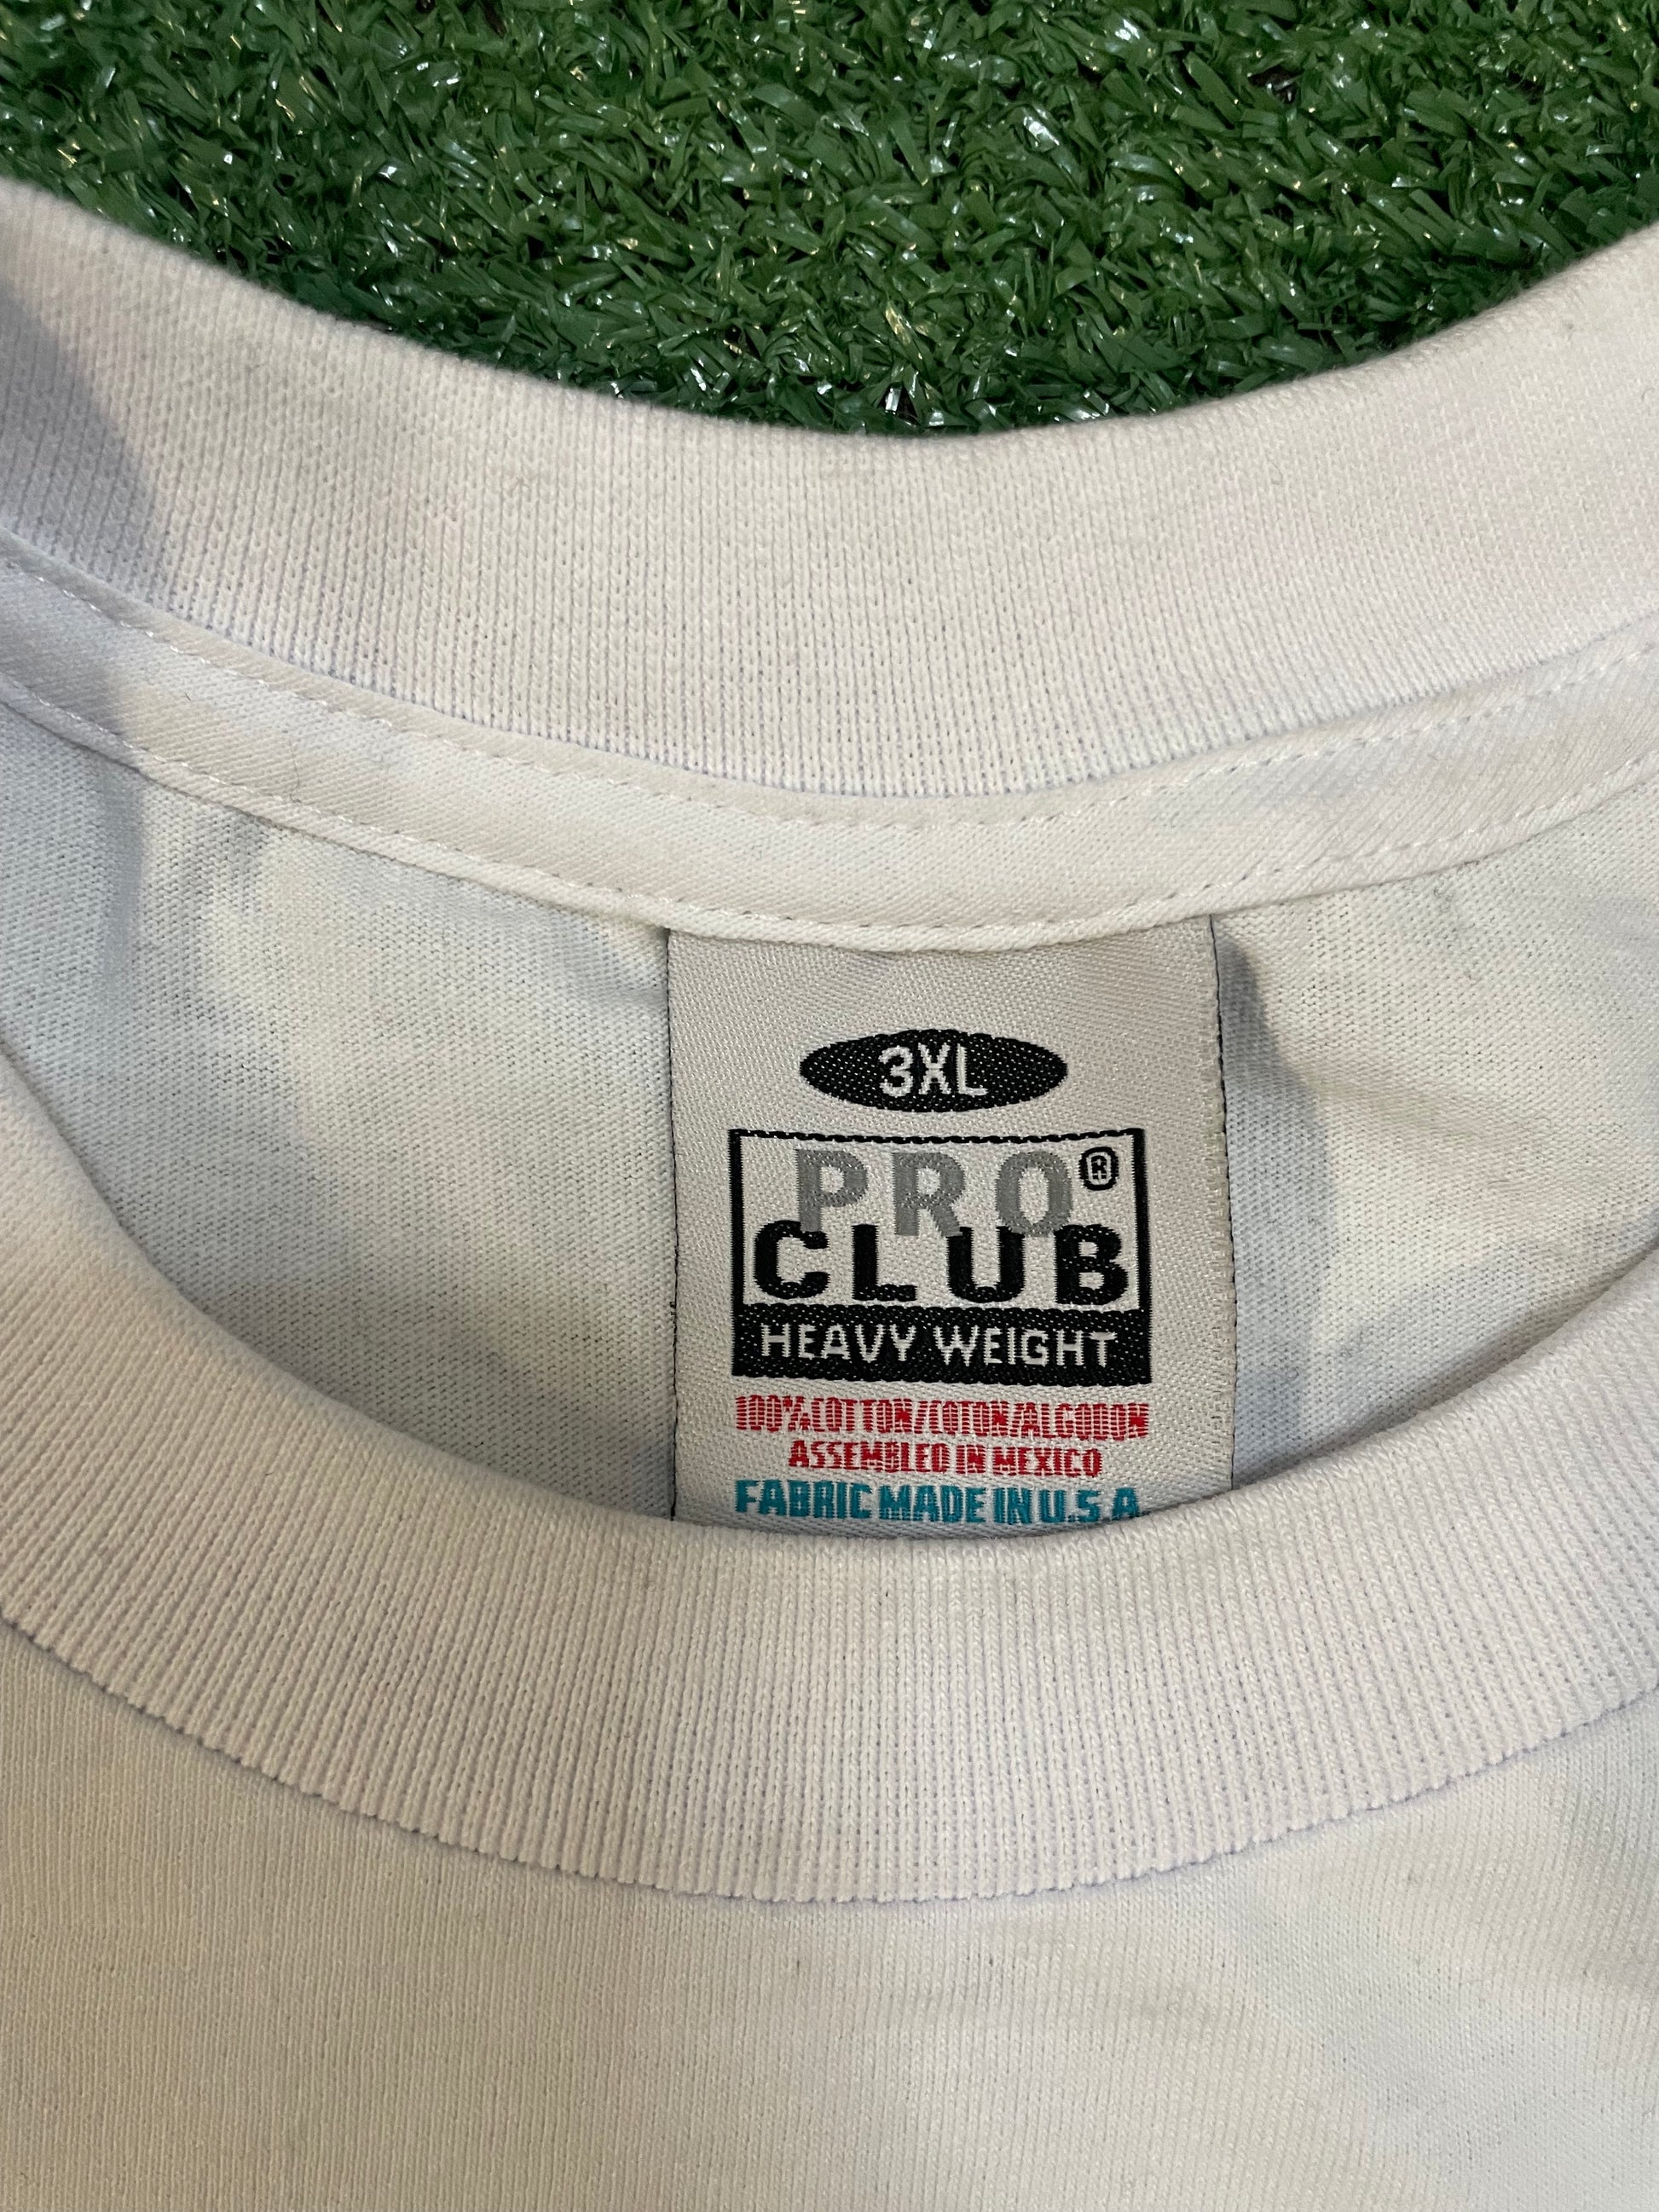 3XL
PRO®
CLUB
HEAVY WEIGHT
100% COTTON/COTON/ALGODON
ASSEMBLED IN MEXICO
FABRIC MADE IN U.S.A.